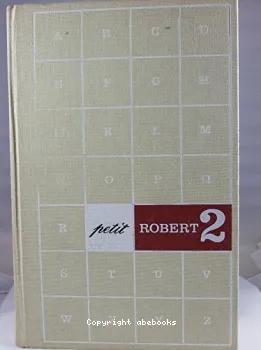 A B C D
E F G H
K L M
O P Q
R petit ROBERT 2
S T U V
W Y Z
Copyright abebooks